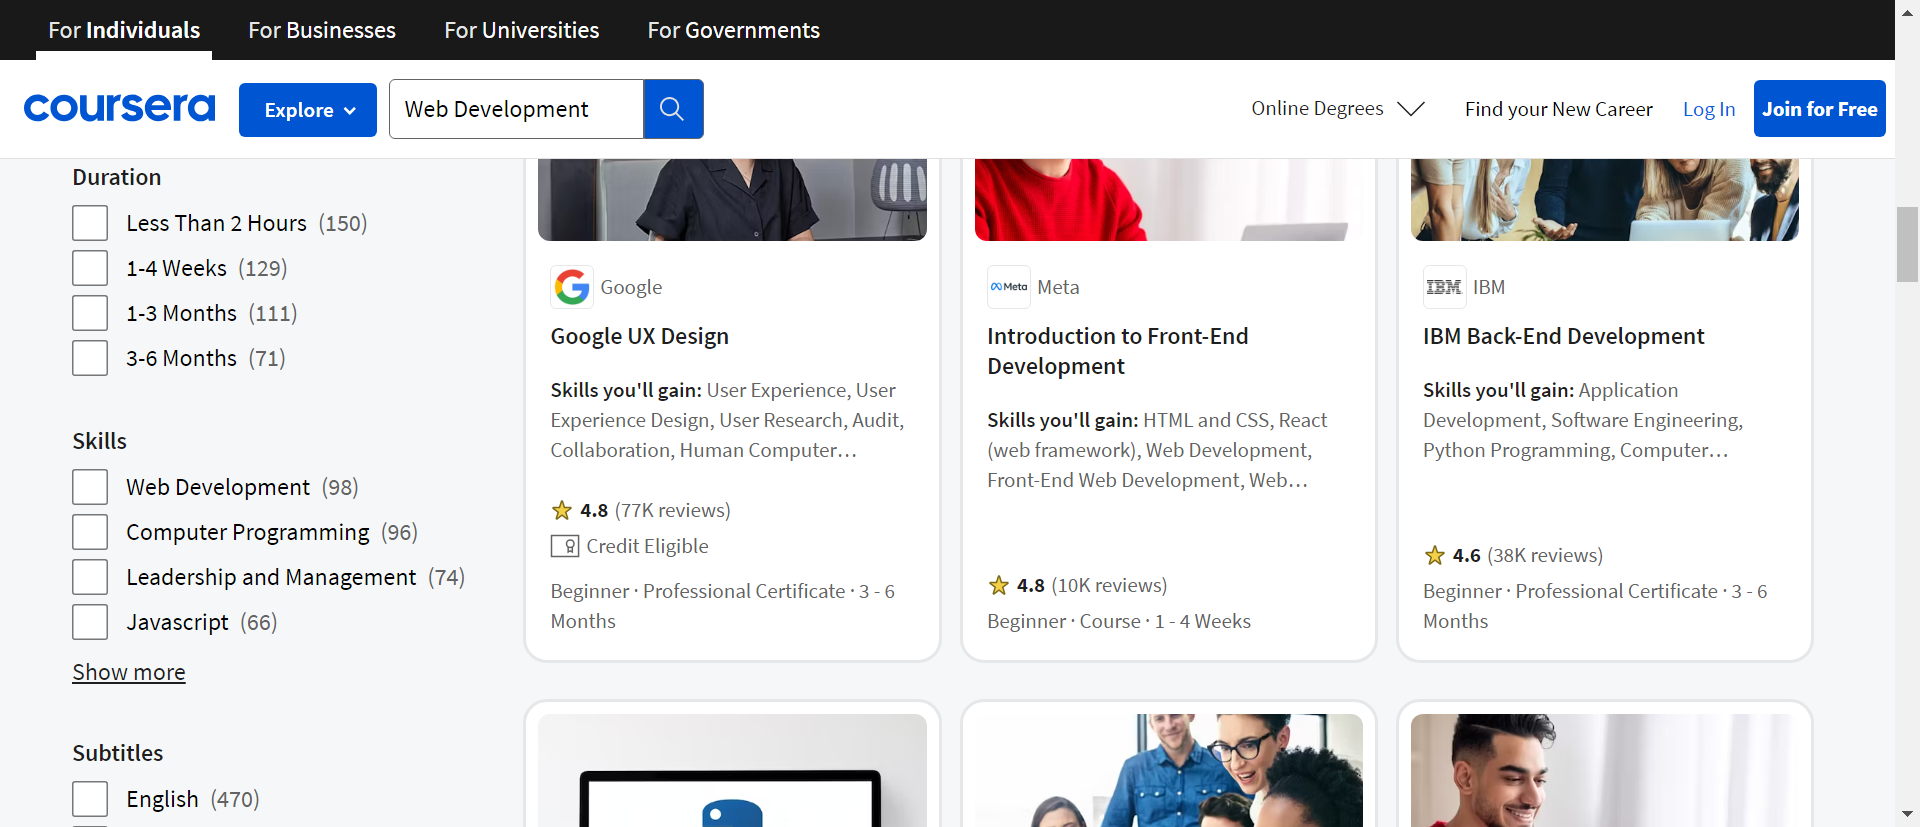 For Individuals
For Businesses
For Universities
For Governments
coursera
Explore
Web Development
Online Degrees
Find your New Career
Log In
Join for Free
Duration
Less Than 2 Hours (150)
1-4 Weeks (129)
1-3 Months (111)
3-6 Months (71)
Skills
Web Development (98)
Computer Programming (96)
Leadership and Management (74)
Javascript (66)
Show more
Subtitles
English (470)
Google
Google UX Design
Skills you'll gain: User Experience, User
Experience Design, User Research, Audit,
Collaboration, Human Computer…
4.8 (77K reviews)
Credit Eligible
Beginner · Professional Certificate · 3 - 6
Months
Meta
Meta
Introduction to Front-End
Development
Skills you'll gain: HTML and CSS, React
(web framework), Web Development,
Front-End Web Development, Web…
4.8 (10K reviews)
Beginner · Course · 1 - 4 Weeks
IBM
IBM
IBM Back-End Development
Skills you'll gain: Application
Development, Software Engineering,
Python Programming, Computer…
4.6 (38K reviews)
Beginner · Professional Certificate · 3 - 6
Months